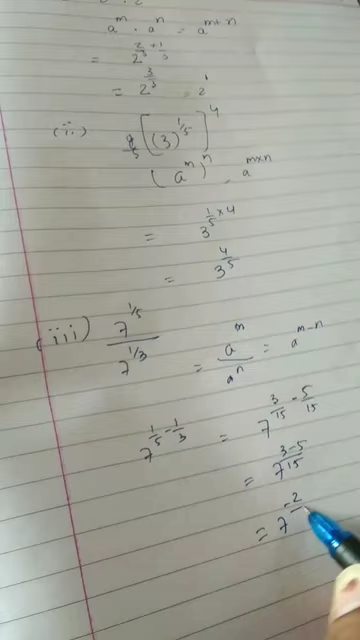 a^m . a^n = a^{m+n}
= 2^{2/3 + 1/3}
= 2^{3/3} = 2^1
(ii.) [(3)^{1/5}]^4
(a^m)^n = a^{m×n}
= 3^{1/5 × 4}
= 3^{4/5}
(iii) 7^{1/5} / 7^{1/3} = a^m / a^n = a^{m-n}
7^{1/5 - 1/3} = 7^{3/15 - 5/15}
= 7^{3-5/15}
= 7^{-2/